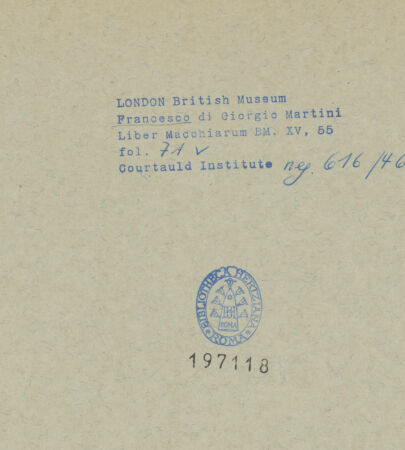 LONDON British Museum
Francesco di Giorgio Martini
Liber Macchiarum BM. XV, 55
fol. 71 v
Courtauld Institute neg. 616/46
BIBLIOTHECA HERTZIANA
ROMA
ROMA
197118